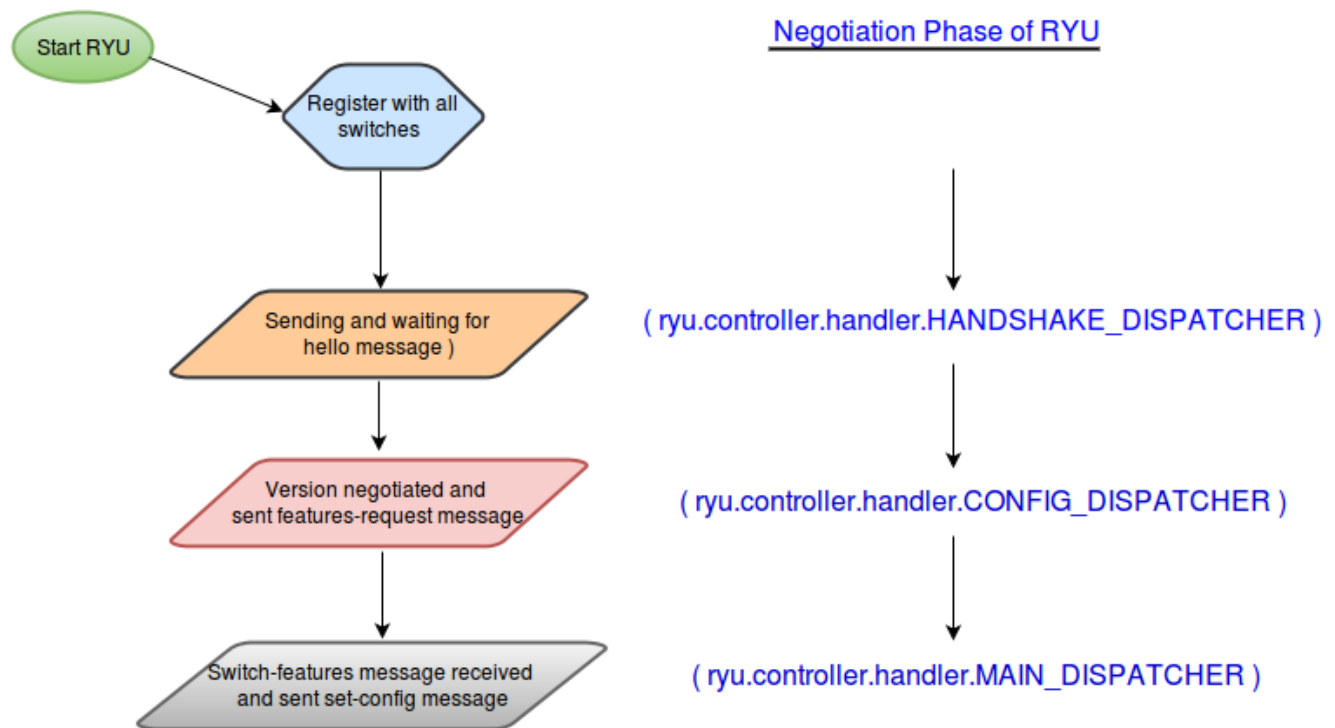 Start RYU
Negotiation Phase of RYU
Register with all
switches
Sending and waiting for
hello message )
( ryu.controller.handler.HANDSHAKE_DISPATCHER )
Version negotiated and
sent features-request message
( ryu.controller.handler.CONFIG_DISPATCHER )
Switch-features message received
and sent set-config message
( ryu.controller.handler.MAIN_DISPATCHER )